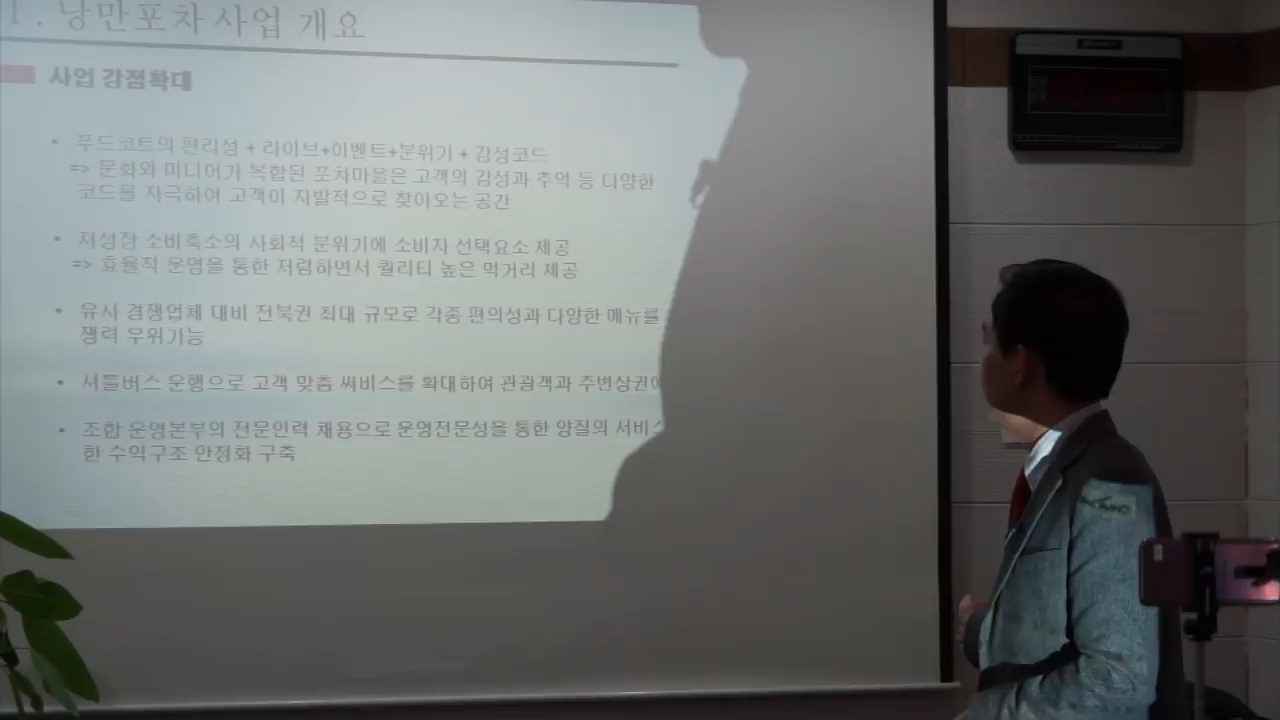 1. 낭만포차사업 개요
사업 강점확대
• 푸드코트의 편리성 + 라이브+이벤트+분위기 + 감성코드
=> 문화와 미디어가 복합된 포차마을은 고객의 감성과 추억 등 다양한
코드를 자극하여 고객이 자발적으로 찾아오는 공간
• 저성장 소비축소의 사회적 분위기에 소비자 선택요소 제공
=> 효율적 운영을 통한 저렴하면서 퀄리티 높은 먹거리 제공
• 유사 경쟁업체 대비 전북권 최대 규모로 각종 편의성과 다양한 메뉴를
쟁력 우위가능
• 셔틀버스 운행으로 고객 맞춤 써비스를 확대하여 관광객과 주변상권
• 조합 운영본부의 전문인력 채용으로 운영전문성을 통한 양질의 서비스
한 수익구조 안정화 구축